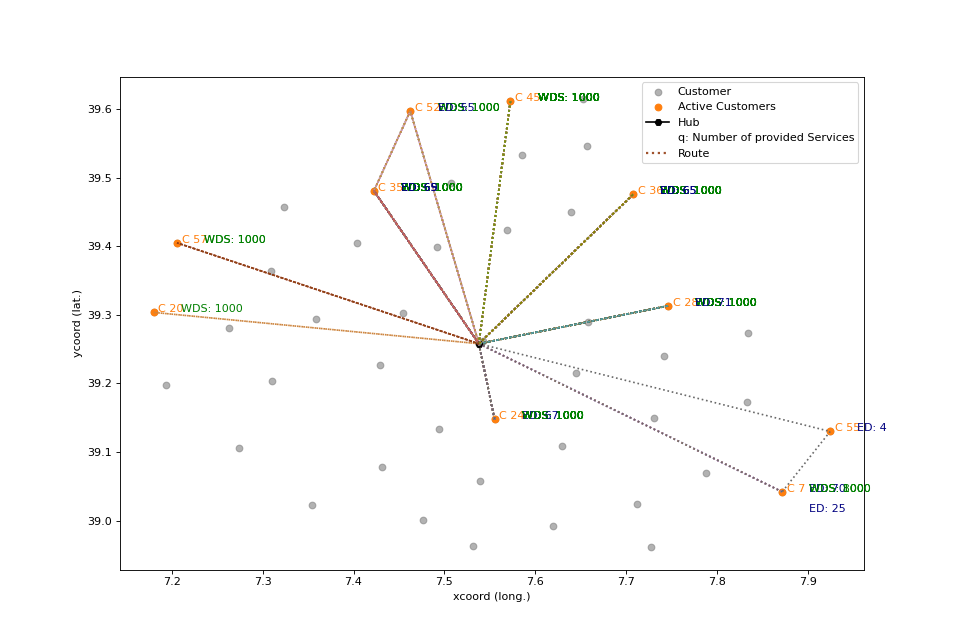 Customer
Active Customers
Hub
q: Number of provided Services
Route
39.6
39.5
39.4
39.3
39.2
39.1
39.0
ycoord (lat.)
C 45
WDS: 1000
C 52
C 35
C 57
WDS: 1000
C 20
WDS: 1000
C 24
C 55
ED: 4
C 7
ED: 25
7.2
7.3
7.4
7.5
7.6
7.7
7.8
7.9
xcoord (long.)